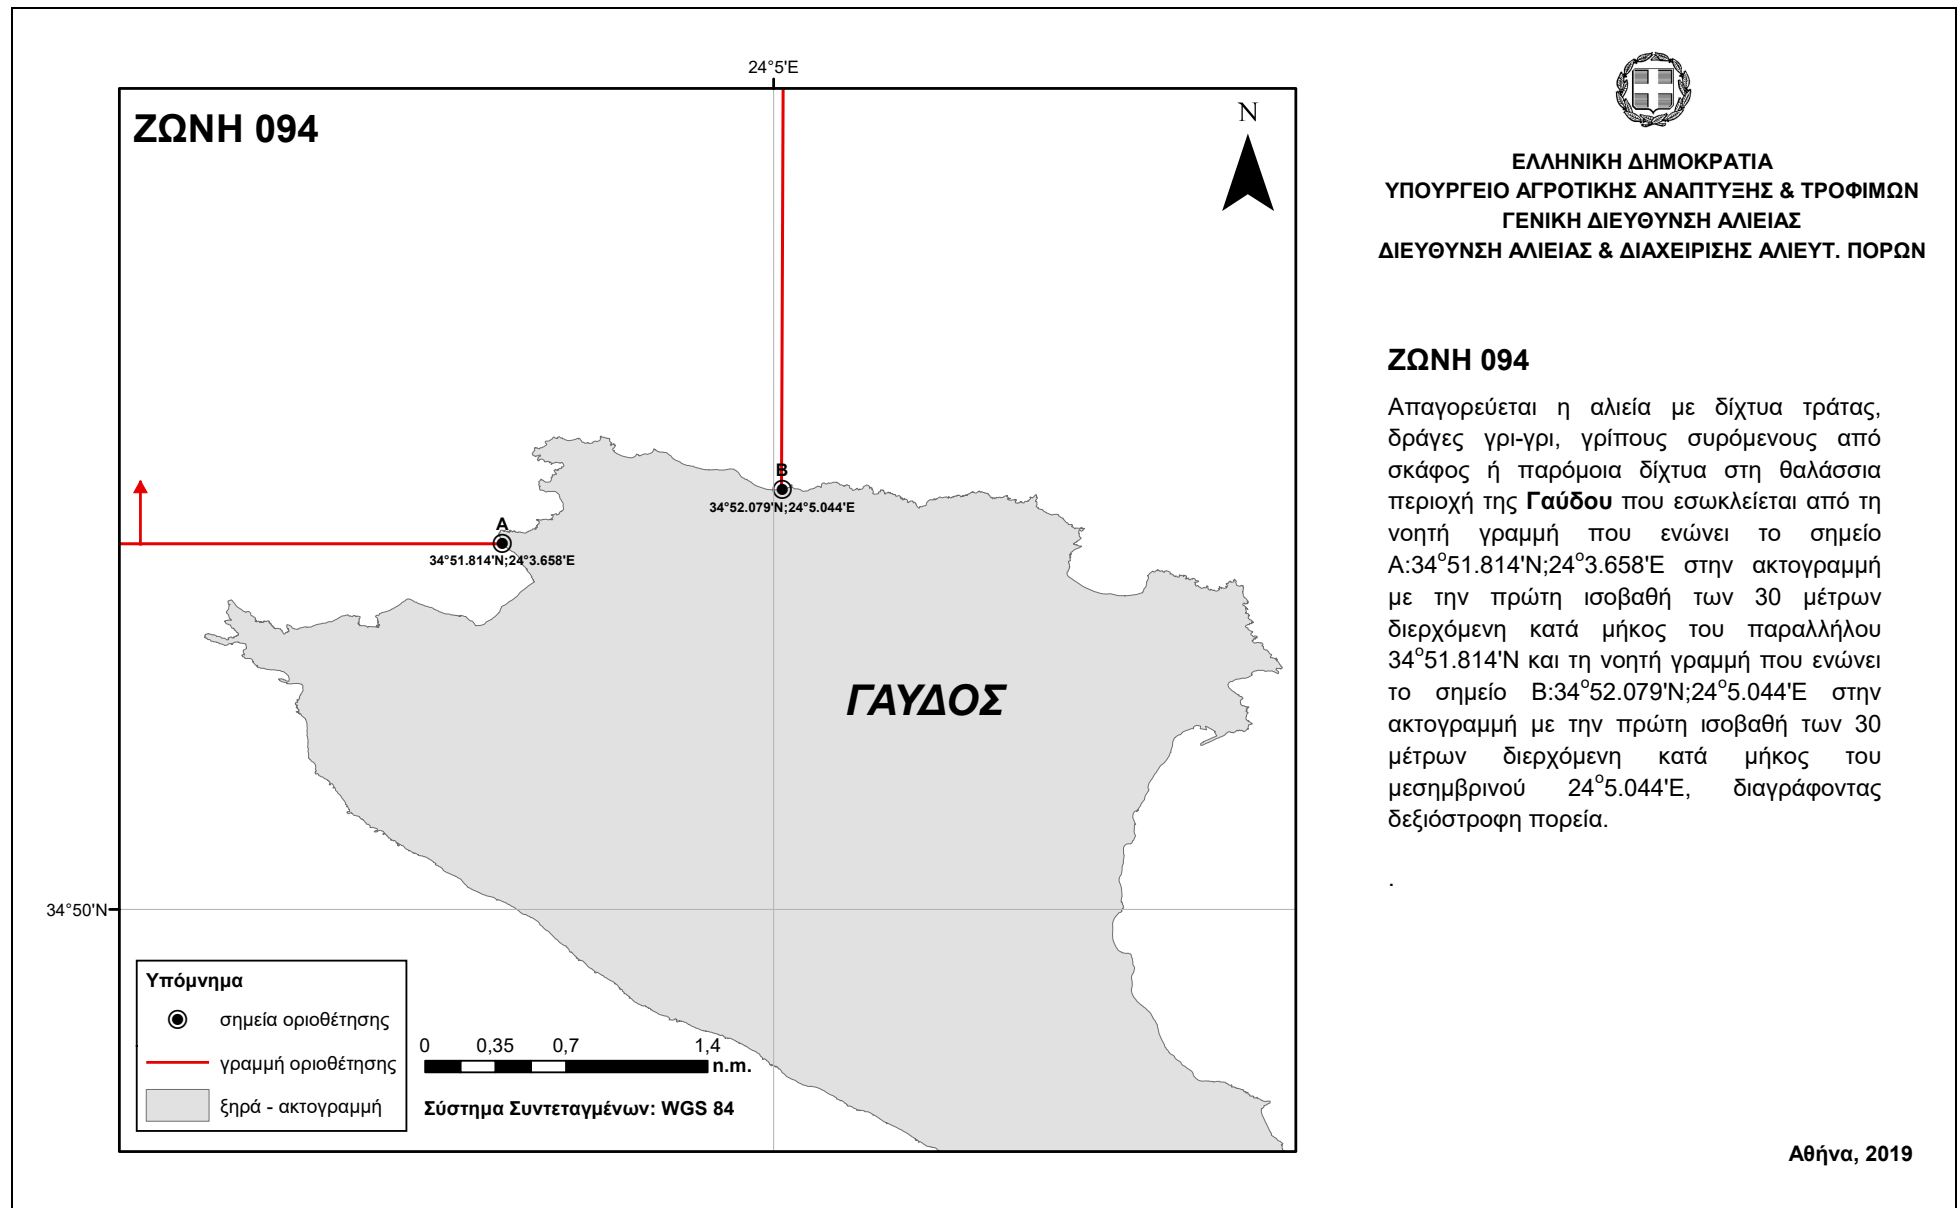 24°5'E
ΖΩΝΗ 094
N
B
34°52.079'N;24°5.044'E
A
34°51.814'N;24°3.658'E
ΓΑΥΔΟΣ
34°50'N
Υπόμνημα
σημεία οριοθέτησης
γραμμή οριοθέτησης
ξηρά - ακτογραμμή
0 0,35 0,7 1,4
n.m.
Σύστημα Συντεταγμένων: WGS 84
ΕΛΛΗΝΙΚΗ ΔΗΜΟΚΡΑΤΙΑ
ΥΠΟΥΡΓΕΙΟ ΑΓΡΟΤΙΚΗΣ ΑΝΑΠΤΥΞΗΣ & ΤΡΟΦΙΜΩΝ
ΓΕΝΙΚΗ ΔΙΕΥΘΥΝΣΗ ΑΛΙΕΙΑΣ
ΔΙΕΥΘΥΝΣΗ ΑΛΙΕΙΑΣ & ΔΙΑΧΕΙΡΙΣΗΣ ΑΛΙΕΥΤ. ΠΟΡΩΝ
ΖΩΝΗ 094
Απαγορεύεται η αλιεία με δίχτυα τράτας,
δράγες γρι-γρι, γρίπους συρόμενους από
σκάφος ή παρόμοια δίχτυα στη θαλάσσια
περιοχή της Γαύδου που εσωκλείεται από τη
νοητή γραμμή που ενώνει το σημείο
Α:34°51.814'N;24°3.658'E στην ακτογραμμή
με την πρώτη ισοβαθή των 30 μέτρων
διερχόμενη κατά μήκος του παραλλήλου
34°51.814'N και τη νοητή γραμμή που ενώνει
το σημείο Β:34°52.079'N;24°5.044'E στην
ακτογραμμή με την πρώτη ισοβαθή των 30
μέτρων διερχόμενη κατά μήκος του
μεσημβρινού 24°5.044'E, διαγράφοντας
δεξιόστροφη πορεία.
.
Αθήνα, 2019